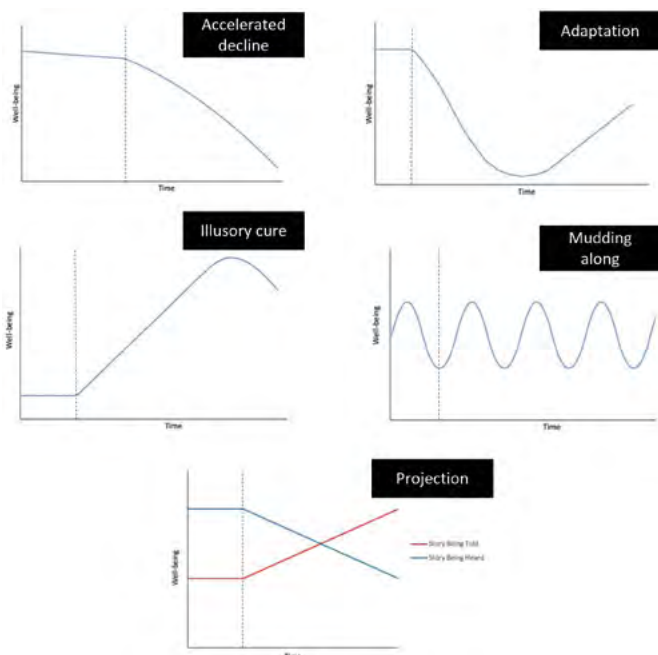 Accelerated
decline
Well-being
Time
Adaptation
Well-being
Time
Illusory cure
Well-being
Time
Mudding
along
Well-being
Time
Projection
Well-being
Story Being Told
Story Being Heard
Time